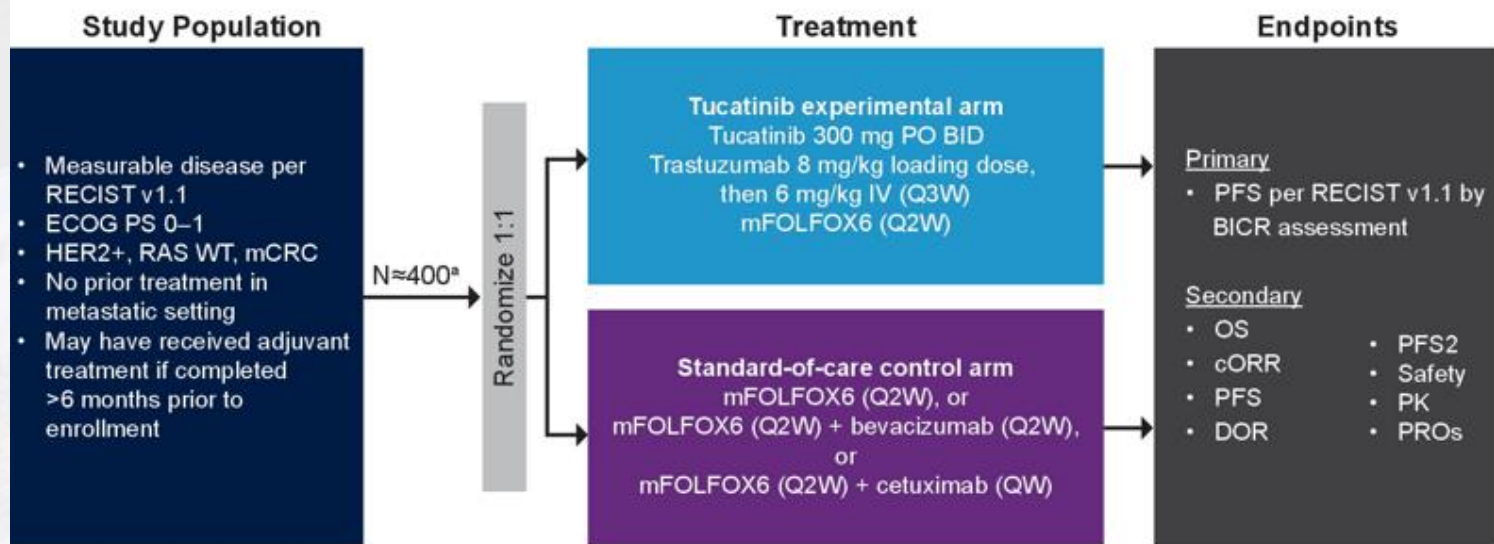 Study Population
• Measurable disease per
RECIST v1.1
• ECOG PS 0–1
• HER2+, RAS WT, mCRC
• No prior treatment in
metastatic setting
• May have received adjuvant
treatment if completed
>6 months prior to
enrollment
N≈400ᵃ
Randomize 1:1
Treatment
Tucatinib experimental arm
Tucatinib 300 mg PO BID
Trastuzumab 8 mg/kg loading dose,
then 6 mg/kg IV (Q3W)
mFOLFOX6 (Q2W)
Standard-of-care control arm
mFOLFOX6 (Q2W), or
mFOLFOX6 (Q2W) + bevacizumab (Q2W),
or
mFOLFOX6 (Q2W) + cetuximab (QW)
Endpoints
Primary
• PFS per RECIST v1.1 by
BICR assessment
Secondary
• OS
• cORR
• PFS
• DOR
• PFS2
• Safety
• PK
• PROs